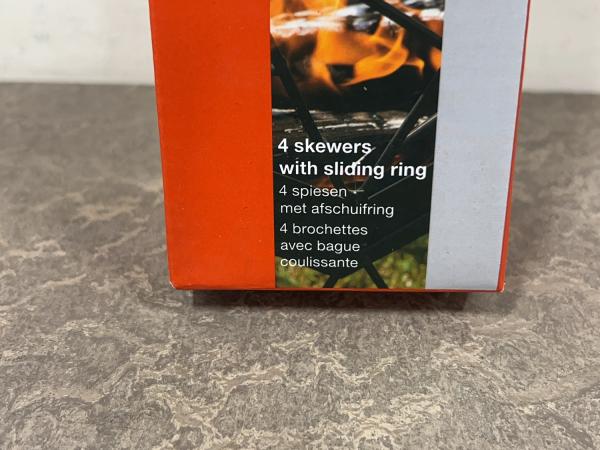 4 skewers
with sliding ring
4 spiesen
met afschuifring
4 brochettes
avec bague
coulissante